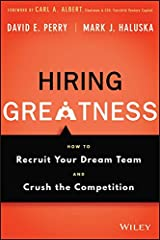 FOREWORD BY CARL A. ALBERT,
DAVID E. PERRY | MARK J. HALUSKA
HIRING
GREATNESS
HOW TO
Recruit Your Dream Team
AND
Crush the Competition
WILEY